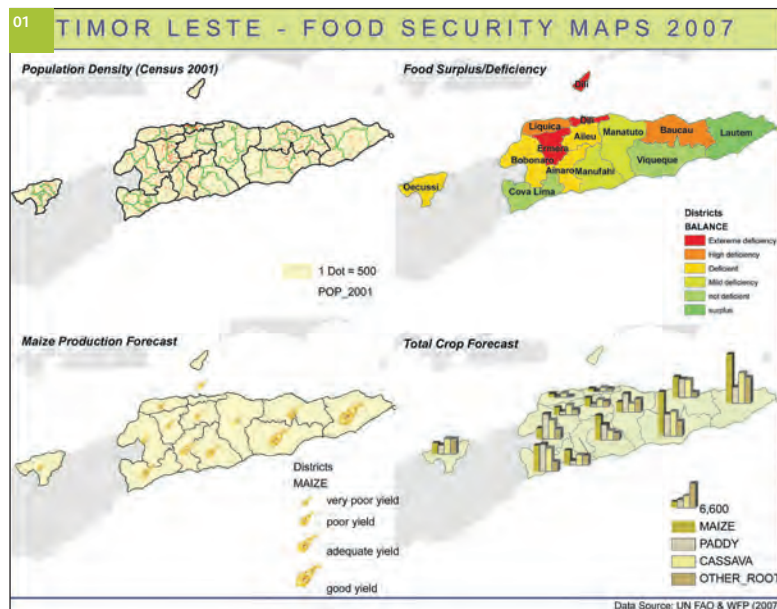 01
TIMOR LESTE - FOOD SECURITY MAPS 2007
Population Density (Census 2001)
1 Dot = 500
POP_2001
Food Surplus/Deficiency
Dili
Dili
Liquica
Aileu
Manatuto
Baucau
Lautem
Ermera
Bobonaro
Viqueque
Ainaro
Manufahi
Oecussi
Cova Lima
Districts
BALANCE
Extereme deficiency
High deficiency
Deficient
Mild deficiency
not deficient
surplus
Maize Production Forecast
Districts
MAIZE
very poor yield
poor yield
adequate yield
good yield
Total Crop Forecast
6,600
MAIZE
PADDY
CASSAVA
OTHER_ROOT
Data Source: UN FAO & WFP (2007